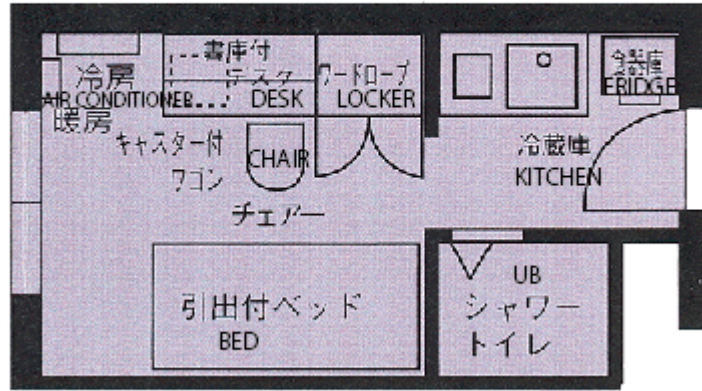 冷房
AIR CONDITIONER
暖房
書庫付
デスク
DESK
ワードローブ
LOCKER
食器庫
FRIDGE
キャスター付
ワゴン
CHAIR
チェアー
冷蔵庫
KITCHEN
引出付ベッド
BED
UB
シャワー
トイレ